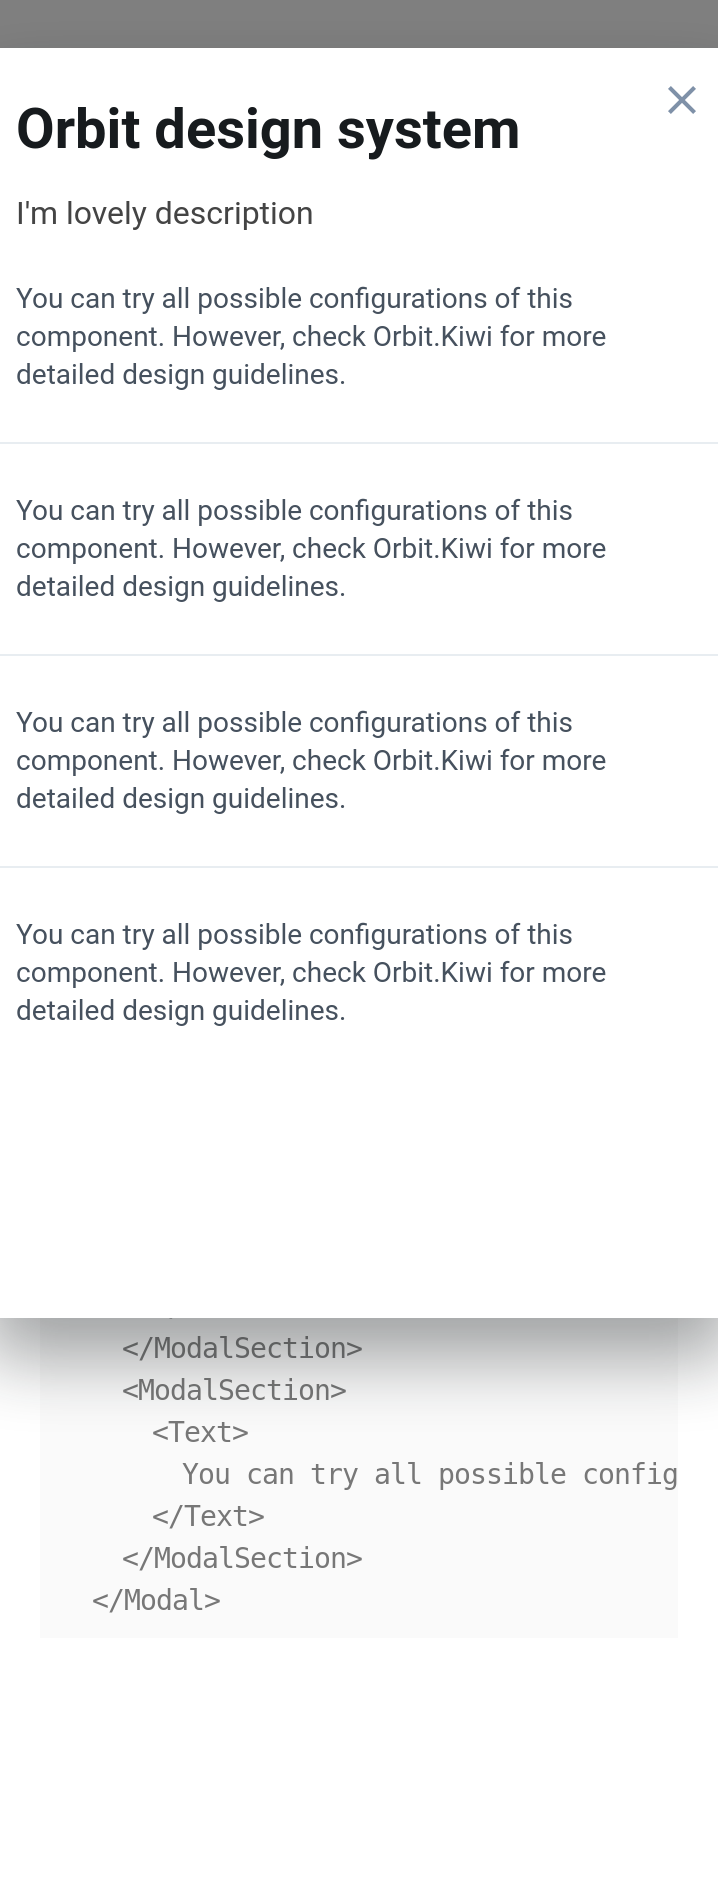 Orbit design system
I'm lovely description
You can try all possible configurations of this
component. However, check Orbit.Kiwi for more
detailed design guidelines.
You can try all possible configurations of this
component. However, check Orbit.Kiwi for more
detailed design guidelines.
You can try all possible configurations of this
component. However, check Orbit.Kiwi for more
detailed design guidelines.
You can try all possible configurations of this
component. However, check Orbit.Kiwi for more
detailed design guidelines.
</ModalSection>
<ModalSection>
<Text>
You can try all possible config
</Text>
</ModalSection>
</Modal>